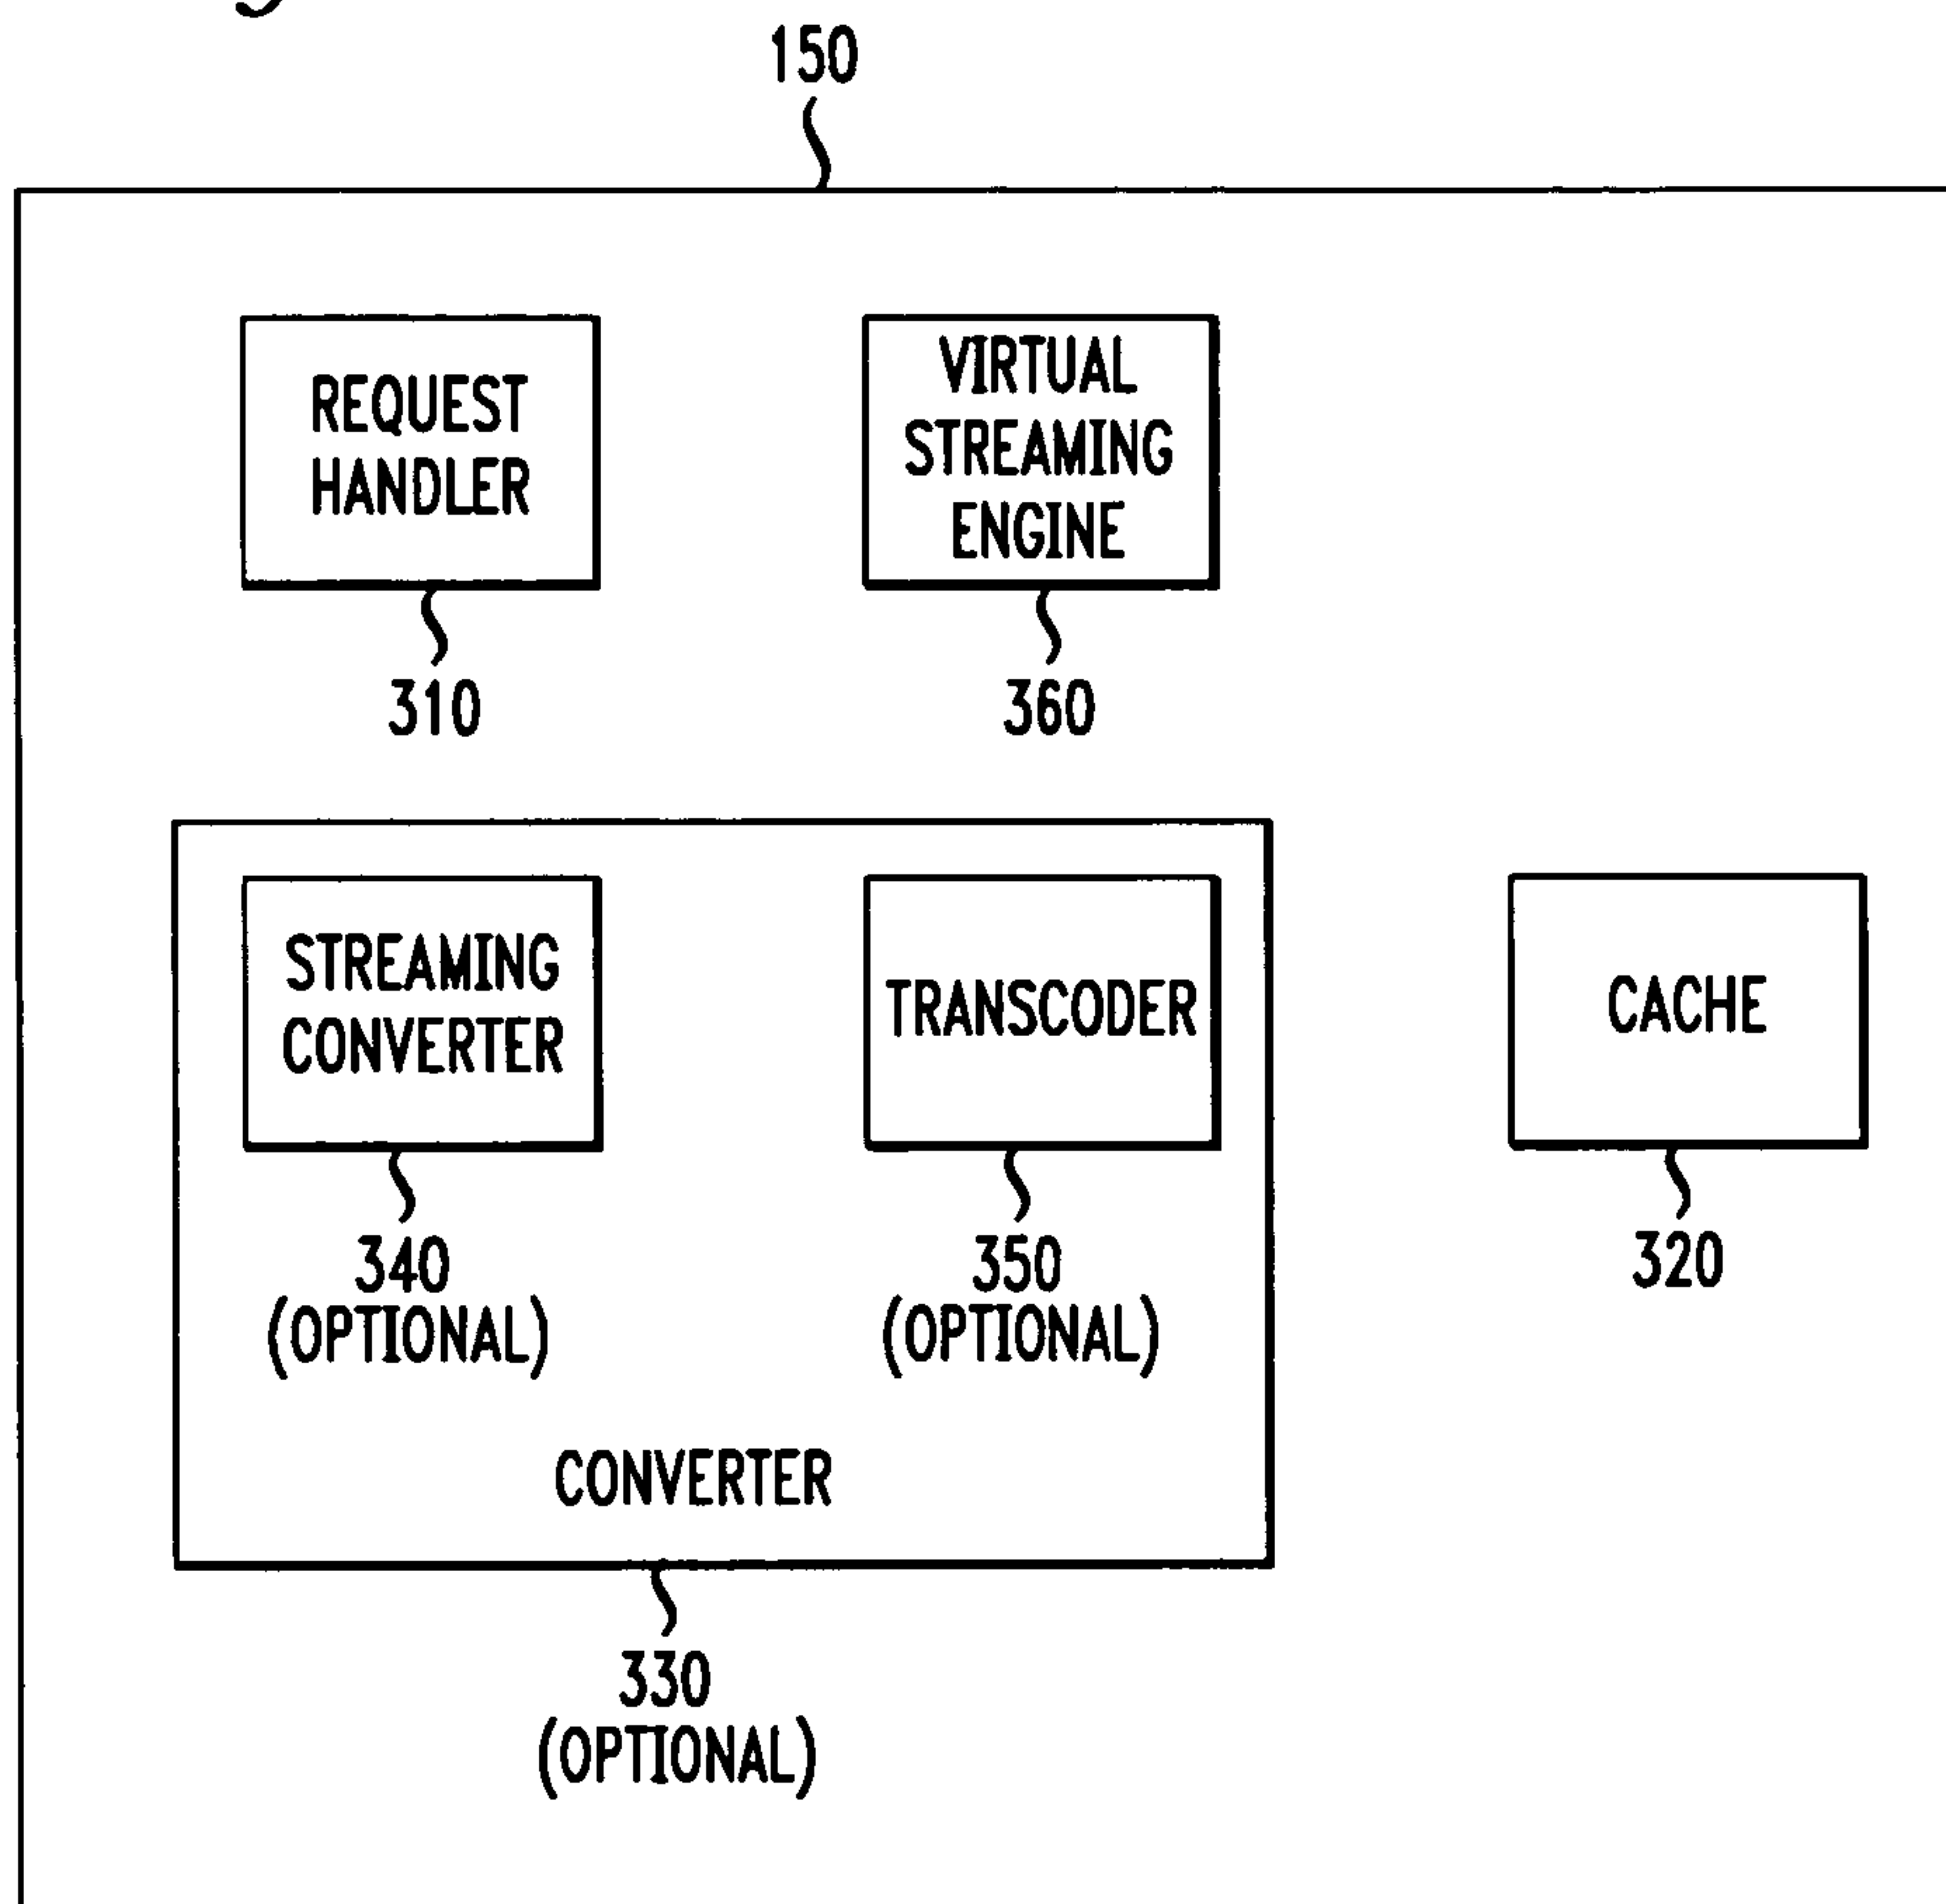 150
REQUEST
HANDLER
310
VIRTUAL
STREAMING
ENGINE
360
STREAMING
CONVERTER
340
(OPTIONAL)
TRANSCODER
350
(OPTIONAL)
CONVERTER
330
(OPTIONAL)
CACHE
320